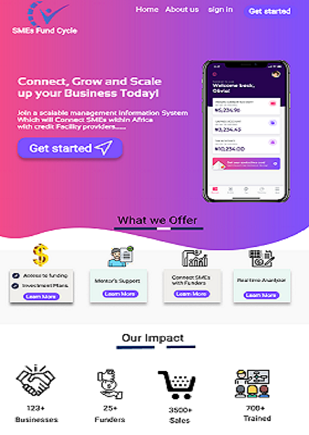 Home About us sign in Get started
SMEs Fund Cycle
Connect, Grow and Scale
up your Business Today!
Join a scalable management Information System
Which will Connect SMEs within Africa
with credit Facility providers......
Get started
Welcome back,
Olivia!
₦5,234.98
₦3,234.45
₦10,234.00
What we Offer
Access to funding
Investment Plans
Learn More
Mentor's Support
Learn More
Connect SMEs
with Funders
Learn More
Real time Analytics
Learn More
Our Impact
123+
Businesses
25+
Funders
3500+
Sales
700+
Trained